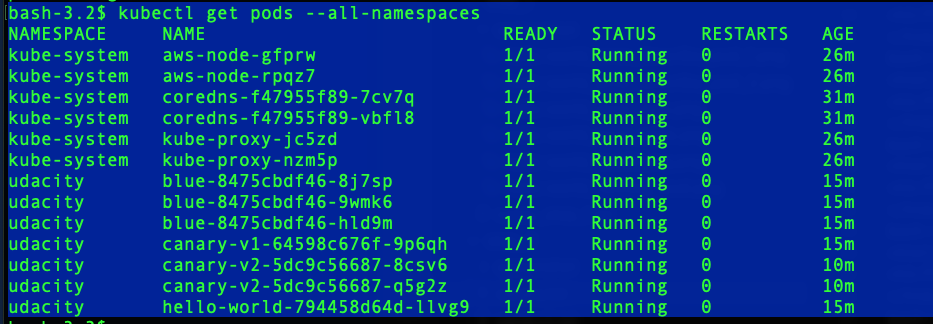 bash-3.2$ kubectl get pods --all-namespaces
NAMESPACE NAME READY STATUS RESTARTS AGE
kube-system aws-node-gfprw 1/1 Running 0 26m
kube-system aws-node-rpqz7 1/1 Running 0 26m
kube-system coredns-f47955f89-7cv7q 1/1 Running 0 31m
kube-system coredns-f47955f89-vbfl8 1/1 Running 0 31m
kube-system kube-proxy-jc5zd 1/1 Running 0 26m
kube-system kube-proxy-nzm5p 1/1 Running 0 26m
udacity blue-8475cbdf46-8j7sp 1/1 Running 0 15m
udacity blue-8475cbdf46-9wmk6 1/1 Running 0 15m
udacity blue-8475cbdf46-hld9m 1/1 Running 0 15m
udacity canary-v1-64598c676f-9p6qh 1/1 Running 0 15m
udacity canary-v2-5dc9c56687-8csv6 1/1 Running 0 10m
udacity canary-v2-5dc9c56687-q5g2z 1/1 Running 0 10m
udacity hello-world-794458d64d-llvg9 1/1 Running 0 15m
bash-3.2$